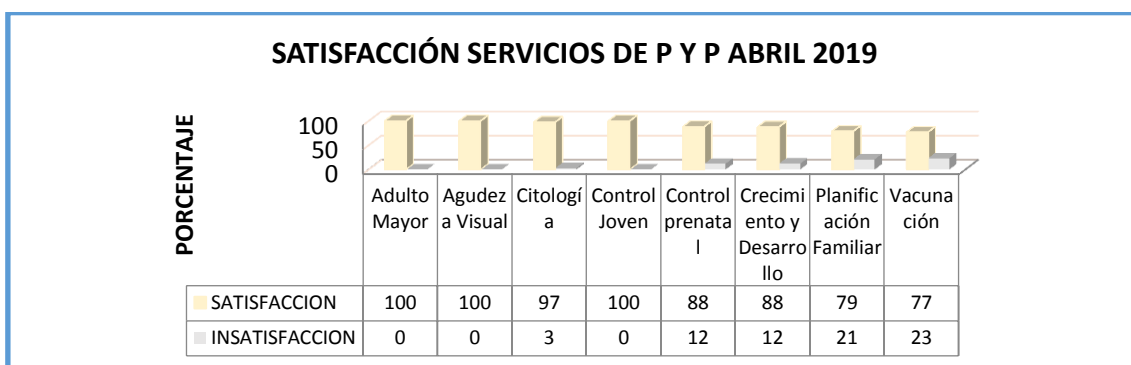 SATISFACCIÓN SERVICIOS DE P Y P ABRIL 2019
PORCENTAJE
100
50
0
Adulto Agudez Citologí Control Control Crecimi Planific Vacuna
Mayor a Visual a Joven prenata ento y ación ción
l Desarro Familiar
llo
SATISFACCION 100 100 97 100 88 88 79 77
INSATISFACCION 0 0 3 0 12 12 21 23